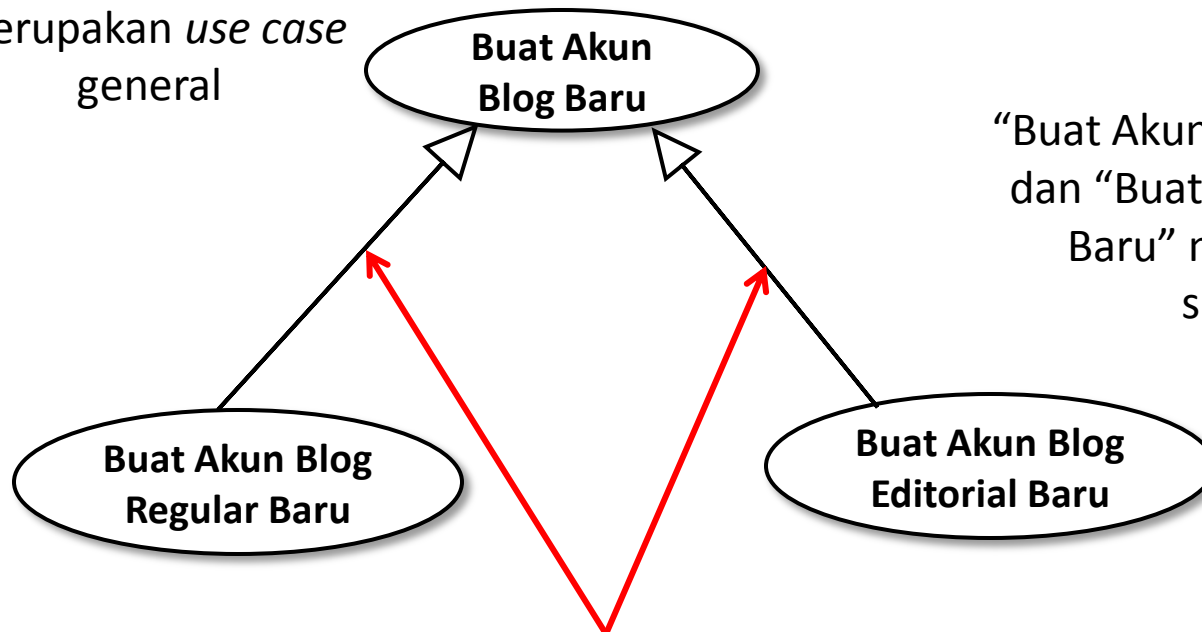 erupakan use case
general
Buat Akun
Blog Baru
“Buat Akun
dan “Buat
Baru”
Buat Akun Blog
Regular Baru
Buat Akun Blog
Editorial Baru